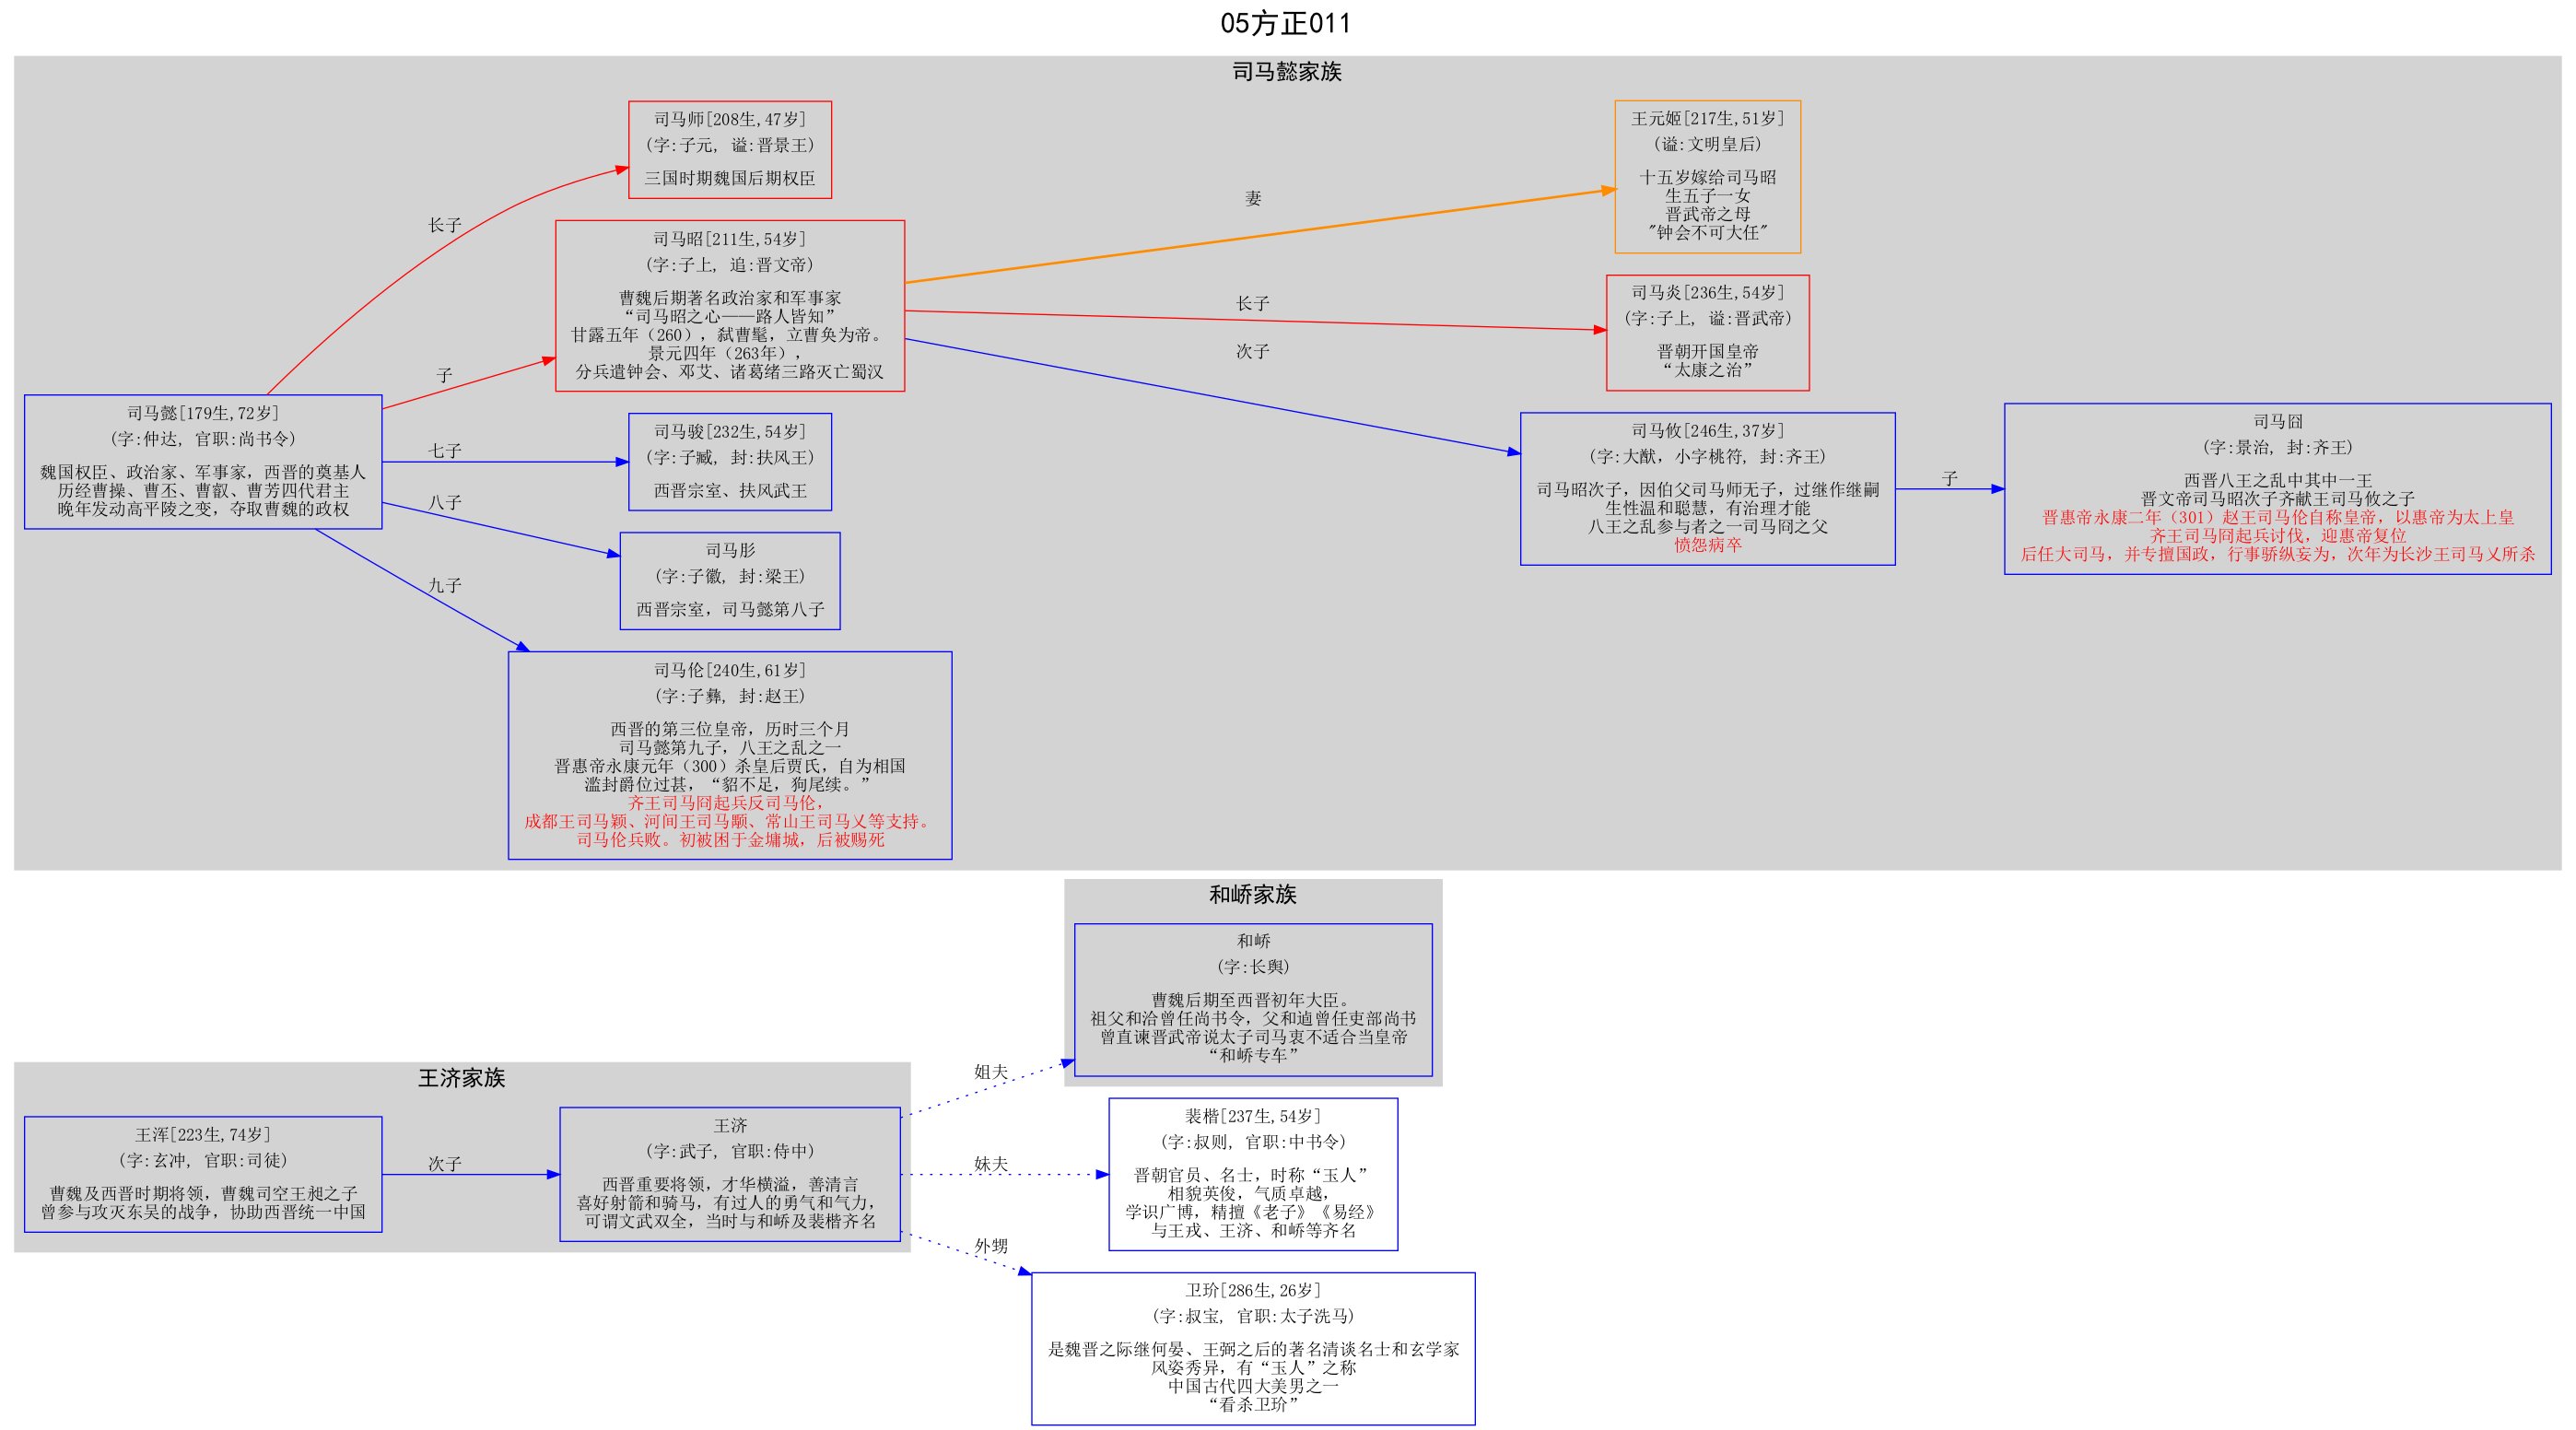 05方正011
司马懿家族
司马师[208生,47岁]
(字:子元, 谥:晋景王)
三国时期魏国后期权臣
王元姬[217生,51岁]
(谥:文明皇后)
十五岁嫁给司马昭
生五子一女
晋武帝之母
"钟会不可大任"
妻
长子
司马昭[211生,54岁]
(字:子上, 追:晋文帝)
曹魏后期著名政治家和军事家
“司马昭之心——路人皆知”
甘露五年（260），弑曹髦，立曹奂为帝。
景元四年（263年），
分兵遣钟会、邓艾、诸葛绪三路灭亡蜀汉
长子
司马炎[236生,54岁]
(字:子上, 谥:晋武帝)
晋朝开国皇帝
“太康之治”
次子
子
司马懿[179生,72岁]
(字:仲达, 官职:尚书令)
魏国权臣、政治家、军事家，西晋的奠基人
历经曹操、曹丕、曹叡、曹芳四代君主
晚年发动高平陵之变，夺取曹魏的政权
七子
司马骏[232生,54岁]
(字:子臧, 封:扶风王)
西晋宗室、扶风武王
司马攸[246生,37岁]
(字:大猷，小字桃符, 封:齐王)
司马昭次子，因伯父司马师无子，过继作继嗣
生性温和聪慧，有治理才能
八王之乱参与者之一司马冏之父
愤怨病卒
子
司马冏
(字:景治, 封:齐王)
西晋八王之乱中其中一王
晋文帝司马昭次子齐献王司马攸之子
晋惠帝永康二年（301）赵王司马伦自称皇帝，以惠帝为太上皇
齐王司马冏起兵讨伐，迎惠帝复位
后任大司马，并专擅国政，行事骄纵妄为，次年为长沙王司马乂所杀
八子
司马肜
(字:子徽, 封:梁王)
西晋宗室，司马懿第八子
九子
司马伦[240生,61岁]
(字:子彝, 封:赵王)
西晋的第三位皇帝，历时三个月
司马懿第九子，八王之乱之一
晋惠帝永康元年（300）杀皇后贾氏，自为相国
滥封爵位过甚，“貂不足，狗尾续。”
齐王司马冏起兵反司马伦，
成都王司马颖、河间王司马颙、常山王司马乂等支持。
司马伦兵败。初被困于金墉城，后被赐死
和峤家族
和峤
(字:长舆)
曹魏后期至西晋初年大臣。
祖父和洽曾任尚书令，父和逌曾任吏部尚书
曾直谏晋武帝说太子司马衷不适合当皇帝
“和峤专车”
王济家族
王浑[223生,74岁]
(字:玄冲, 官职:司徒)
曹魏及西晋时期将领，曹魏司空王昶之子
曾参与攻灭东吴的战争，协助西晋统一中国
次子
王济
(字:武子, 官职:侍中)
西晋重要将领，才华横溢，善清言
喜好射箭和骑马，有过人的勇气和气力，
可谓文武双全，当时与和峤及裴楷齐名
姐夫
妹夫
裴楷[237生,54岁]
(字:叔则, 官职:中书令)
晋朝官员、名士，时称“玉人”
相貌英俊，气质卓越，
学识广博，精擅《老子》《易经》
与王戎、王济、和峤等齐名
外甥
卫玠[286生,26岁]
(字:叔宝, 官职:太子洗马)
是魏晋之际继何晏、王弼之后的著名清谈名士和玄学家
风姿秀异，有“玉人”之称
中国古代四大美男之一
“看杀卫玠”